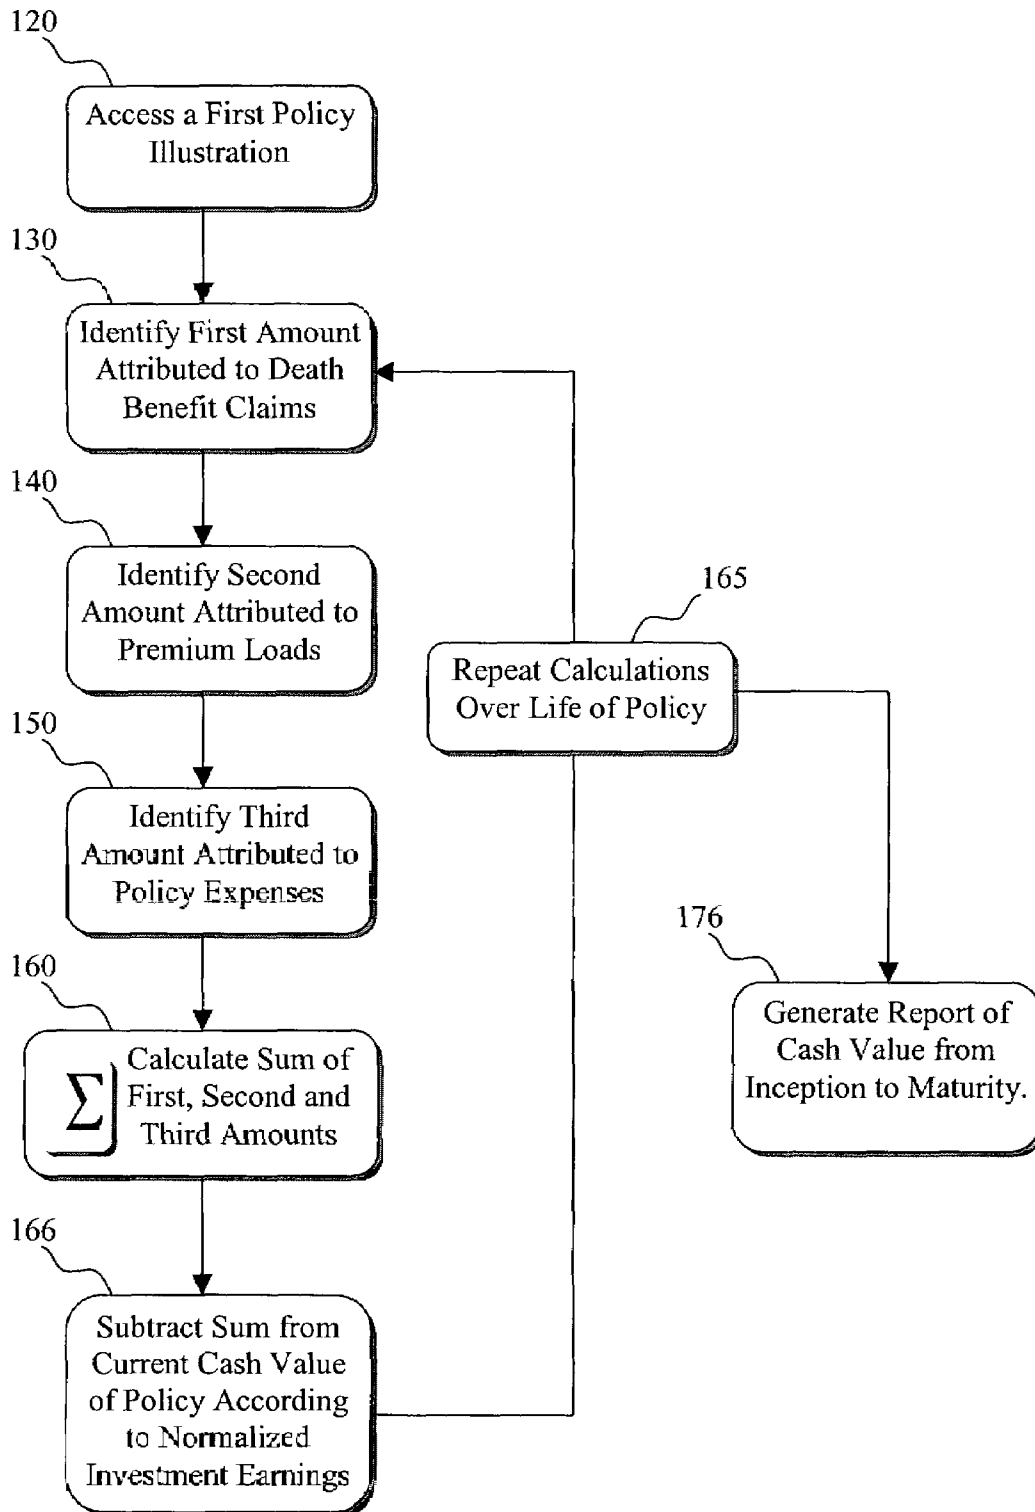 120
Access a First Policy
Illustration
130
Identify First Amount
Attributed to Death
Benefit Claims
140
Identify Second
Amount Attributed to
Premium Loads
150
Identify Third
Amount Attributed to
Policy Expenses
160
Σ
Calculate Sum of
First, Second and
Third Amounts
166
Subtract Sum from
Current Cash Value
of Policy According
to Normalized
Investment Earnings
165
Repeat Calculations
Over Life of Policy
176
Generate Report of
Cash Value from
Inception to Maturity.